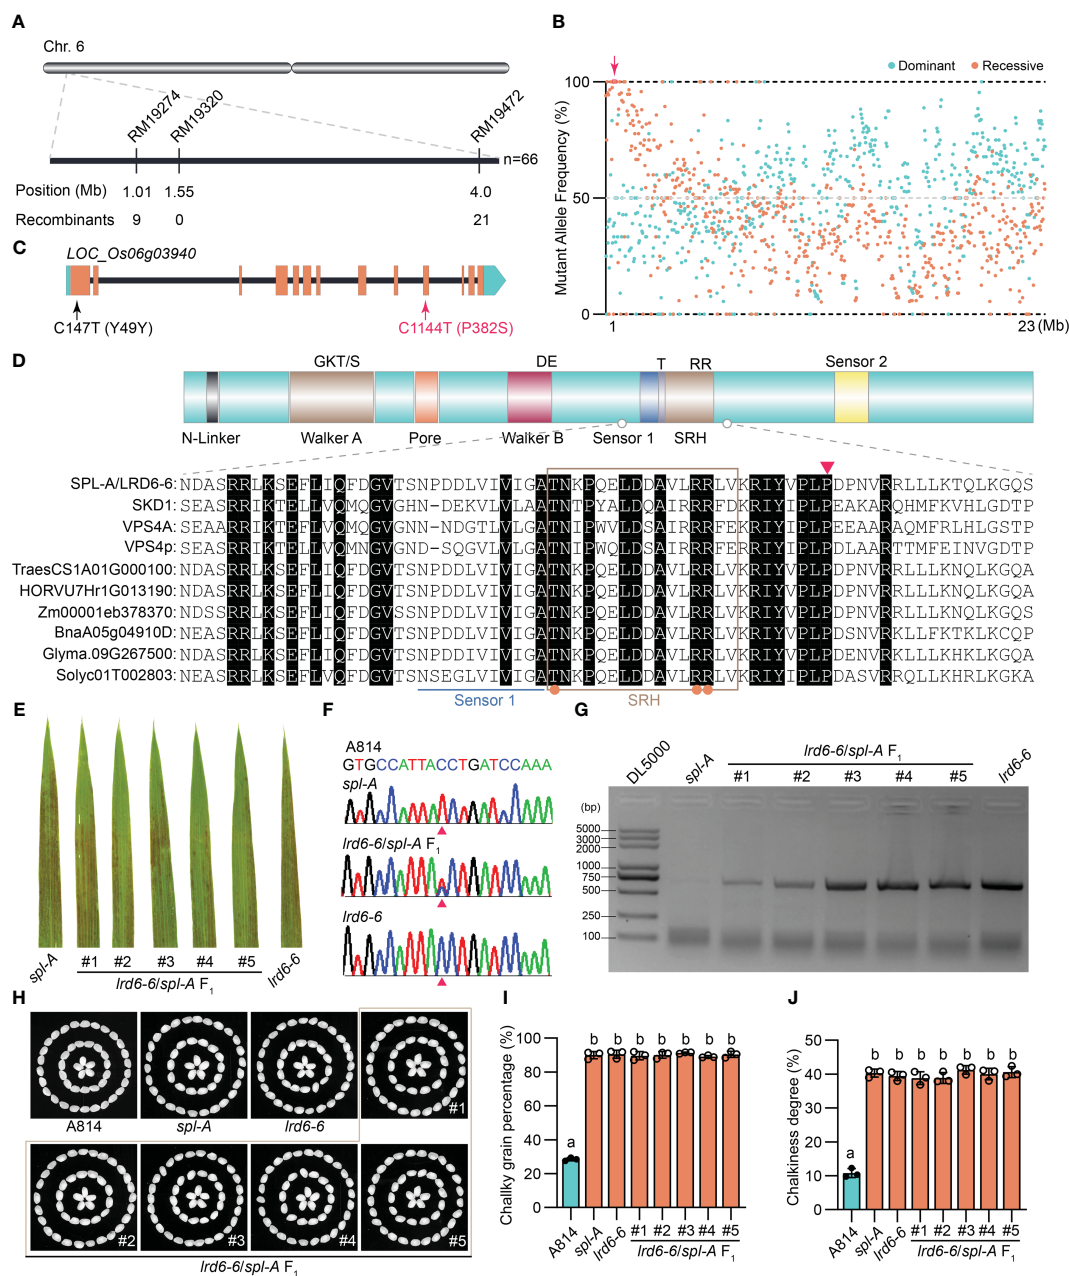 A
Chr. 6
RM19274
RM19320
RM19472
n=66
Position (Mb) 1.01 1.55 4.0
Recombinants 9 0 21
B
Dominant Recessive
Mutant Allele Frequency (%)
100
50
0
1 23 (Mb)
C
LOC_Os06g03940
C147T (Y49Y) C1144T (P382S)
D
GKT/S DE T RR Sensor 2
N-Linker Walker A Pore Walker B Sensor 1 SRH
SPL-A/LRD6-6: NDASRRLKSEFLIQFDGVTSNPDDLVIVIGATNKPQELDDAVLRRLVKRIYVPLPDPNVRRLLLKTQLKGQS
SKD1: SEARRIKTELLVQMQGVGHN-DEKVLVLAATNTPYALDQAIRRRFDKRIYIPLPEAKARQHMFKVHLGDTP
VPS4A: SEAARRIKTEFLVQMQGVGNN-NDGTLVLGATNIPWVLDSAIRRRFEKRIYIPLPEEAARAQMFRLHLGSTP
VPS4p: SEASRRIKTELLVQMNGVGND-SQGVLVLGATNIPWQLDSAIRRRFERRIYIPLPDLAARTTMFEINVGDTP
TraesCS1A01G000100: NDASRRLKSEFLIQFDGVTSNPDDLVIVIGATNKPQELDDAVLRRLVKRIYVPLPDPNVRRLLLKNQLKGQA
HORVU7Hr1G013190: NDASRRLKSEFLIQFDGVTSNPDDLVIVIGATNKPQELDDAVLRRLVKRIYVPLPDPNVRRLLLKNQLKGQA
Zm00001eb378370: NDSSRRLKSEFLIQFDGVSSNPDDLVIVIGATNKPQELDDAVLRRLVKRIYVPLPDPNVRRLLLKNQLKGQS
BnaA05g04910D: NEASRRLKSEFLIQFDGVTSNPDDLVIVIGATNKPQELDDAVLRRLVKRIYVPLPDSNVRKLLFKTKLKCQP
Glyma.09G267500: NDASRRLKSEFLIQFDGVTSNPDDIVIVIGATNKPQELDDAVLRRLVKRIYVPLPDENVRKLLLKHKLKGQA
Solyc01T002803: NEASRRLKSEFLIQFDGVTSNSEGLVIVIGATNKPQELDDAVLRRLVKRIYVPLPDASVRRQLLKHRLKGKA
Sensor 1 SRH
E
spl-A #1 #2 #3 #4 #5 lrd6-6
lrd6-6/spl-A F1
F
A814
GTGCCATTACCTGATCCAAA
spl-A
lrd6-6/spl-A F1
lrd6-6
G
lrd6-6/spl-A F1
DL5000 spl-A #1 #2 #3 #4 #5 lrd6-6
(bp)
5000
3000
2000
1000
750
500
250
100
H
A814 spl-A lrd6-6 #1
#2 #3 #4 #5
lrd6-6/spl-A F1
I
Challky grain percentage (%)
100
80
60
40
20
0
a b b b b b b b
A814 spl-A lrd6-6 #1 #2 #3 #4 #5
lrd6-6/spl-A F1
J
Chalkiness degree (%)
50
40
30
20
10
0
a b b b b b b b
A814 spl-A lrd6-6 #1 #2 #3 #4 #5
lrd6-6/spl-A F1